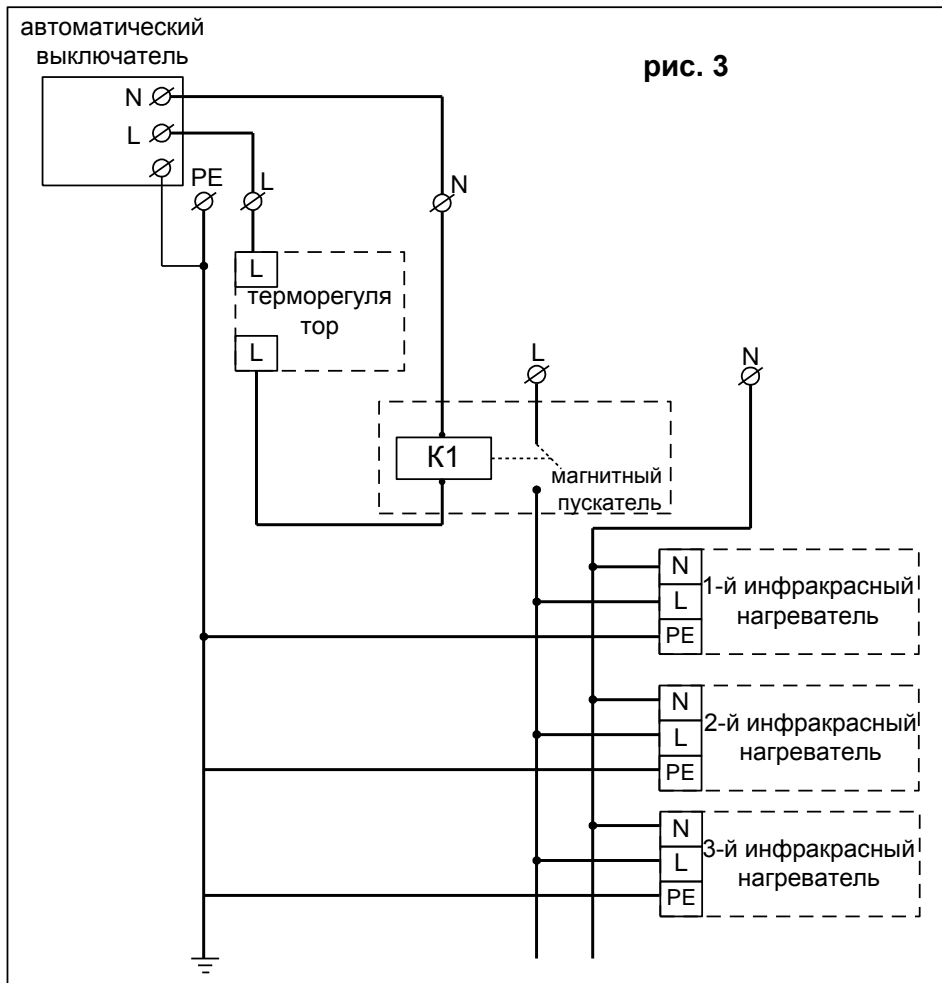 автоматический
выключатель
рис. 3
N
L
PE
L
N
L
терморегуля
тор
L
L
N
К1
магнитный
пускатель
N
L
PE
1-й инфракрасный
нагреватель
N
L
PE
2-й инфракрасный
нагреватель
N
L
PE
3-й инфракрасный
нагреватель